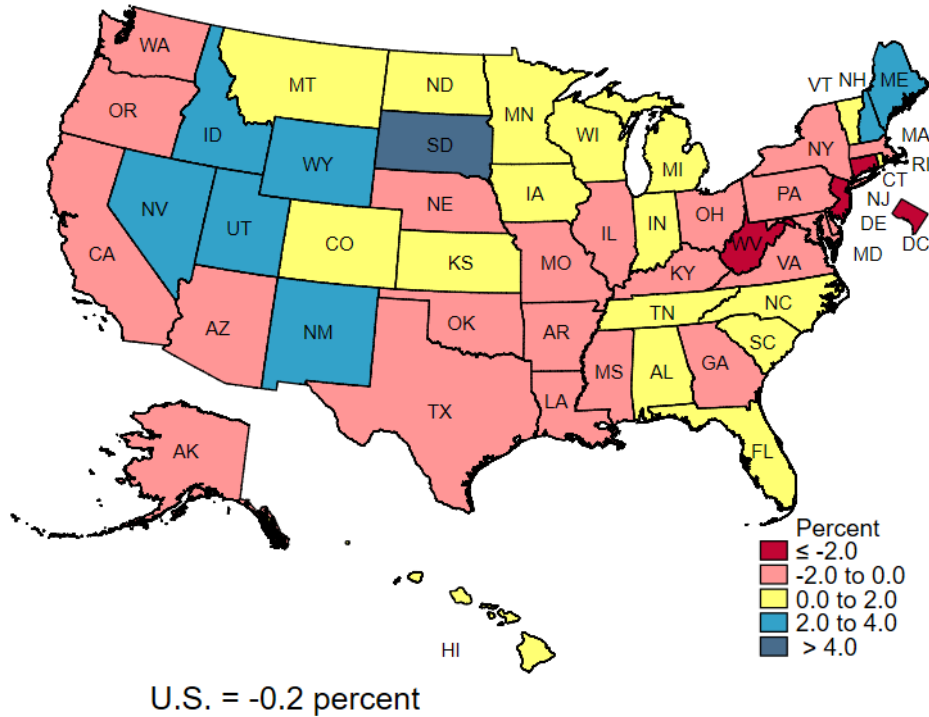 WA
MT
ND
MN
VT
NH
ME
OR
ID
WY
SD
WI
MI
NY
MA
RI
CT
NJ
DE
MD
DC
NV
UT
CO
NE
IA
IL
IN
OH
PA
CA
KS
MO
KY
WV
VA
AZ
NM
OK
AR
TN
NC
SC
TX
LA
MS
AL
GA
FL
AK
HI
Percent
≤ -2.0
-2.0 to 0.0
0.0 to 2.0
2.0 to 4.0
> 4.0
U.S. = -0.2 percent